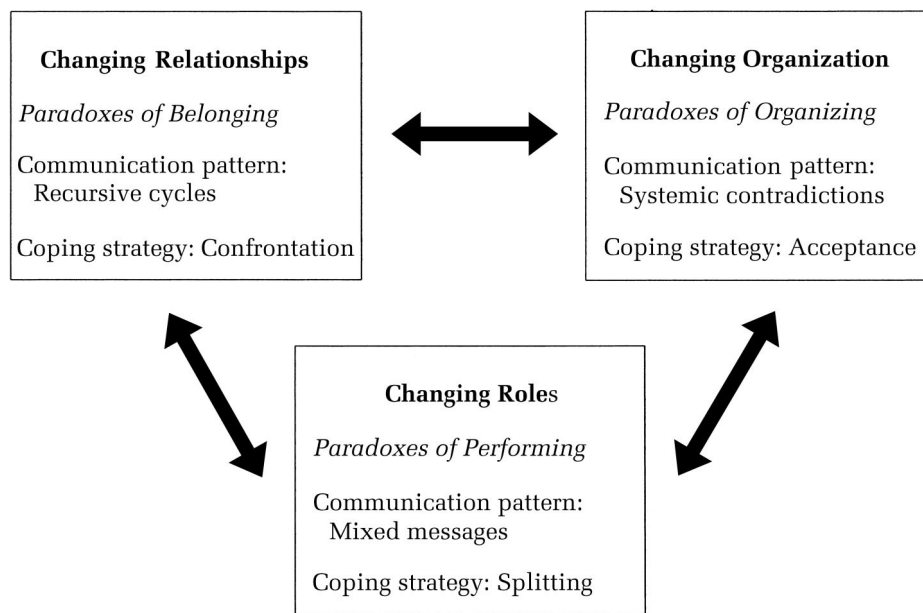 Changing Relationships
Paradoxes of Belonging
Communication pattern:
Recursive cycles
Coping strategy: Confrontation
Changing Organization
Paradoxes of Organizing
Communication pattern:
Systemic contradictions
Coping strategy: Acceptance
Changing Roles
Paradoxes of Performing
Communication pattern:
Mixed messages
Coping strategy: Splitting